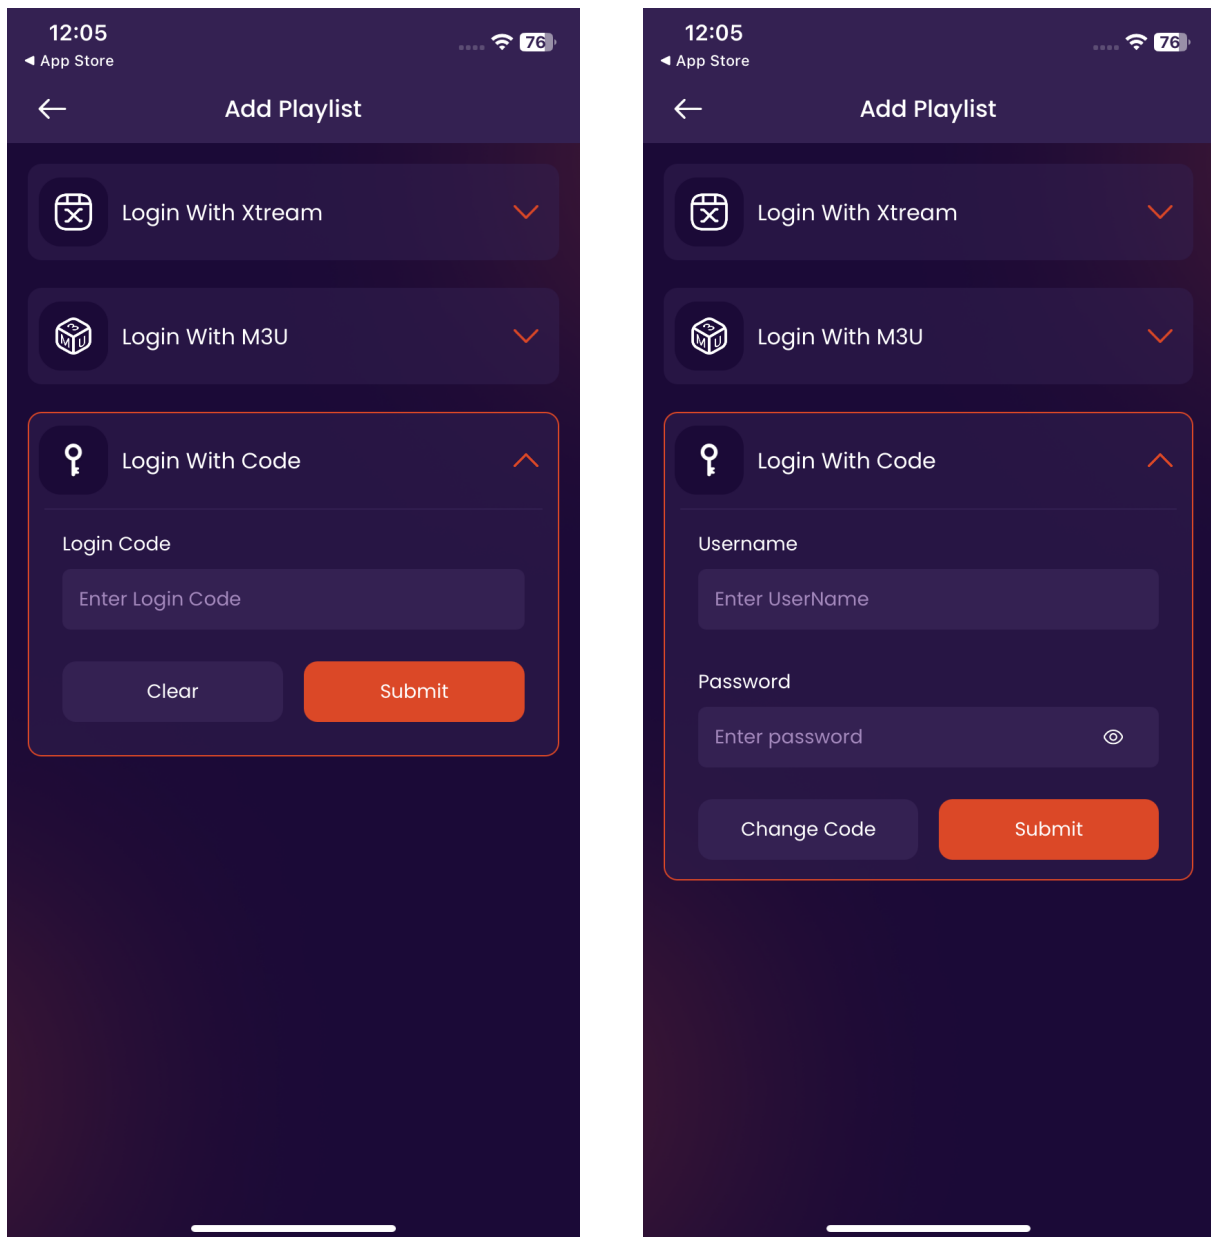 12:05
76
◀ App Store
Add Playlist
Login With Xtream
Login With M3U
Login With Code
Login Code
Enter Login Code
Clear
Submit
12:05
76
◀ App Store
Add Playlist
Login With Xtream
Login With M3U
Login With Code
Username
Enter UserName
Password
Enter password
Change Code
Submit